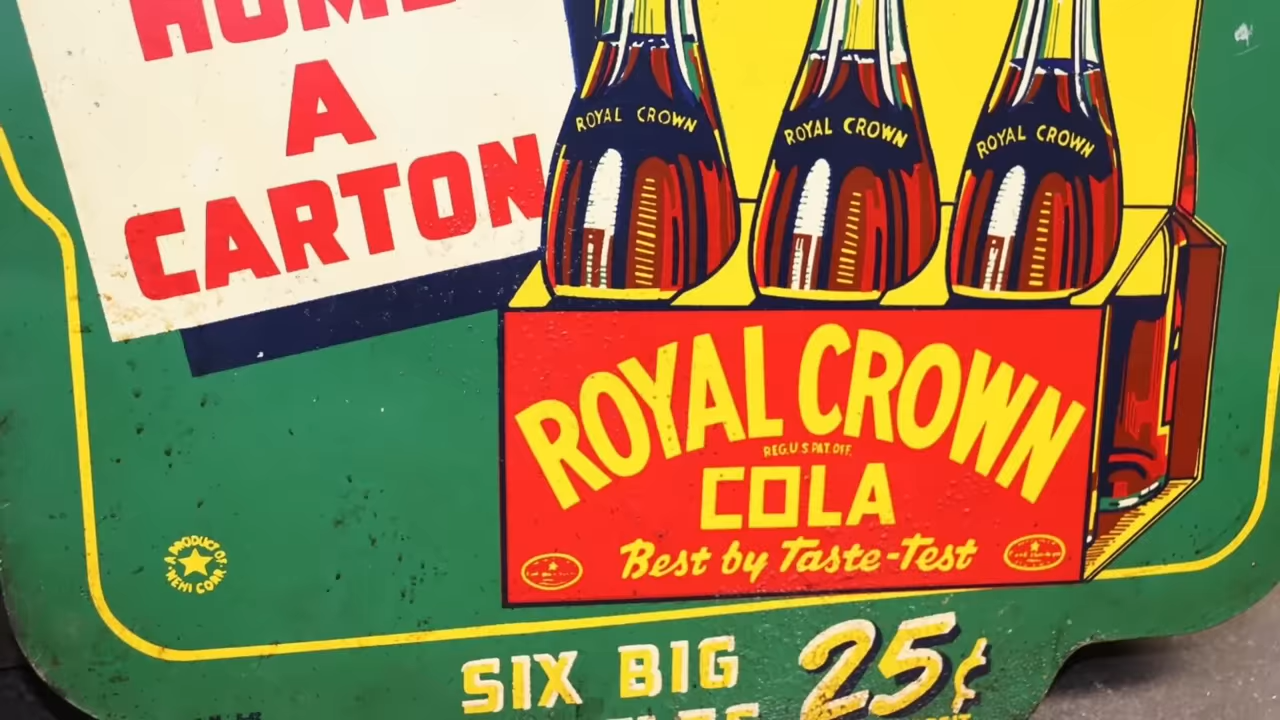 HOME
A
CARTON
ROYAL CROWN
ROYAL CROWN
ROYAL CROWN
ROYAL CROWN
REG. U.S. PAT. OFF.
COLA
Best by Taste-Test
A PRODUCT OF
NEHI CORP.
SIX BIG
25¢